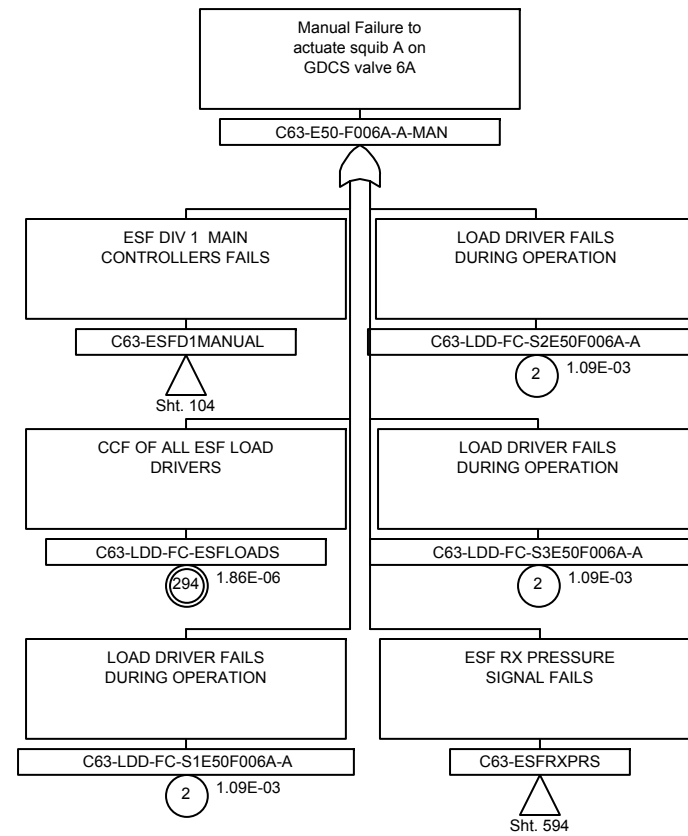 Manual Failure to
actuate squib A on
GDCS valve 6A
C63-E50-F006A-A-MAN
ESF DIV 1 MAIN
CONTROLLERS FAILS
C63-ESFD1MANUAL
Sht. 104
LOAD DRIVER FAILS
DURING OPERATION
C63-LDD-FC-S2E50F006A-A
2
1.09E-03
CCF OF ALL ESF LOAD
DRIVERS
C63-LDD-FC-ESFLOADS
294
1.86E-06
LOAD DRIVER FAILS
DURING OPERATION
C63-LDD-FC-S3E50F006A-A
2
1.09E-03
LOAD DRIVER FAILS
DURING OPERATION
C63-LDD-FC-S1E50F006A-A
2
1.09E-03
ESF RX PRESSURE
SIGNAL FAILS
C63-ESFRXPRS
Sht. 594